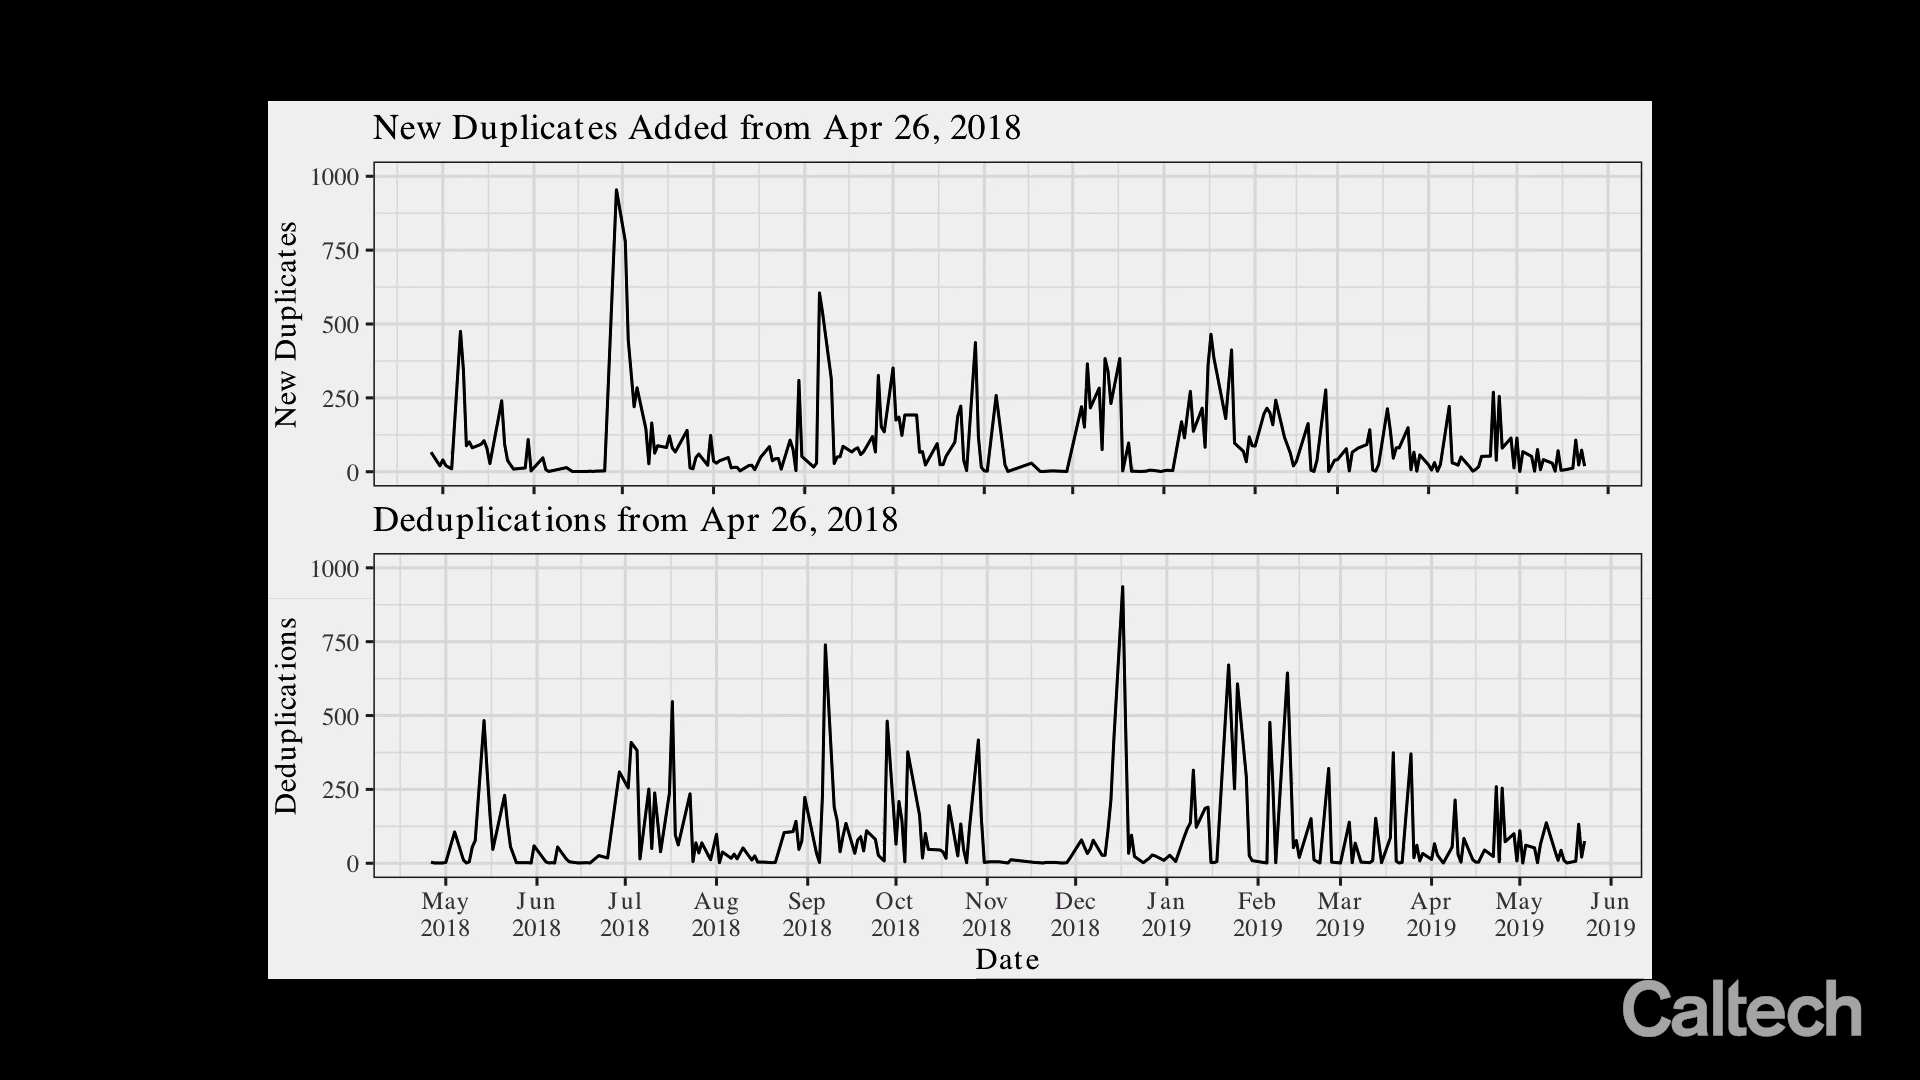 New Duplicates Added from Apr 26, 2018
1000
750
500
250
0
New Duplicates
Deduplications from Apr 26, 2018
1000
750
500
250
0
Deduplications
May Jun Jul Aug Sep Oct Nov Dec Jan Feb Mar Apr May Jun
2018 2018 2018 2018 2018 2018 2018 2018 2019 2019 2019 2019 2019 2019
Date
Caltech